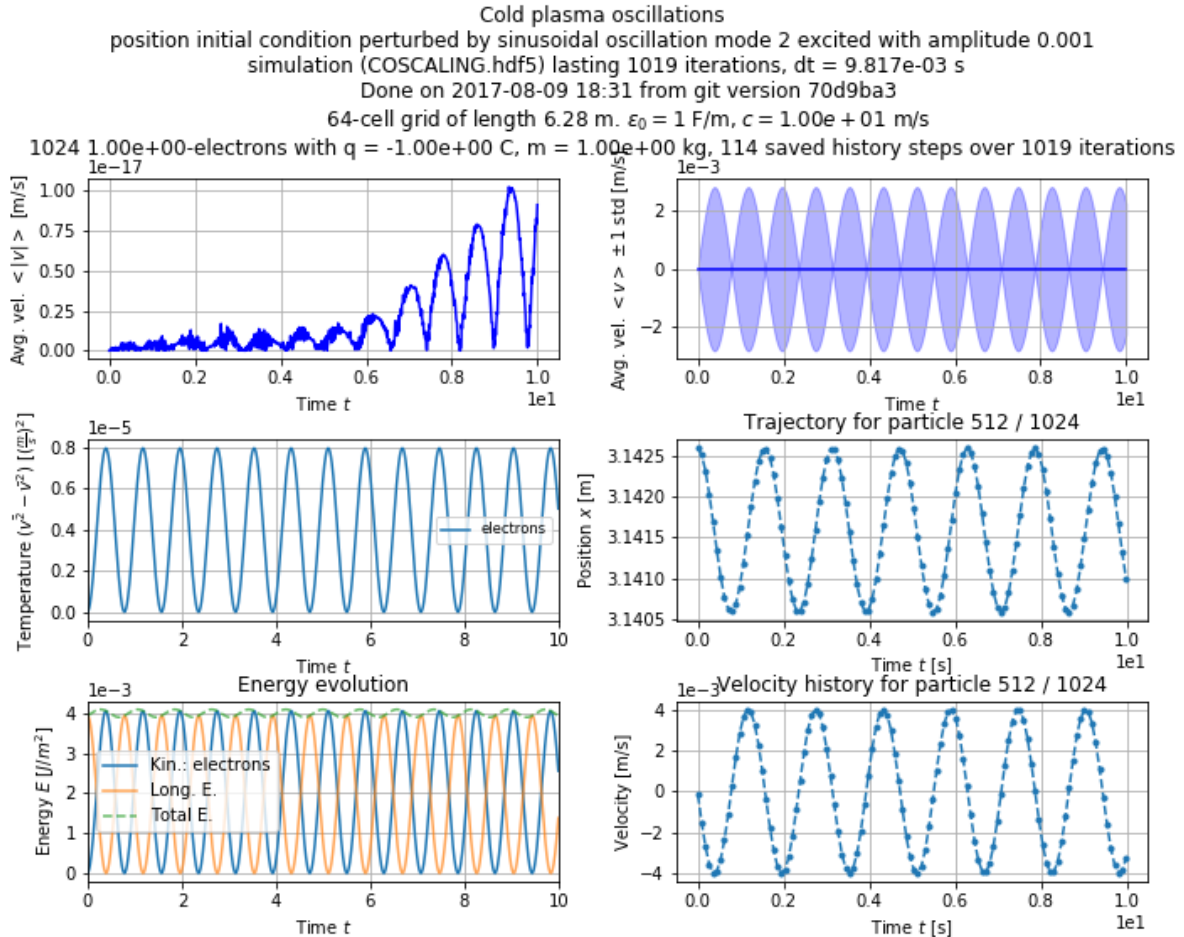 Cold plasma oscillations
position initial condition perturbed by sinusoidal oscillation mode 2 excited with amplitude 0.001
simulation (COSCALING.hdf5) lasting 1019 iterations, dt = 9.817e-03 s
Done on 2017-08-09 18:31 from git version 70d9ba3
64-cell grid of length 6.28 m. ε₀ = 1 F/m, c = 1.00e + 01 m/s
1024 1.00e+00-electrons with q = -1.00e+00 C, m = 1.00e+00 kg, 114 saved history steps over 1019 iterations
1e−17
Avg. vel. < |v| > [m/s]
1.00
0.75
0.50
0.25
0.00
0.0 0.2 0.4 0.6 0.8 1.0
Time t
1e1
1e−3
Avg. vel. < v > ±1 std [m/s]
2
0
−2
0.0 0.2 0.4 0.6 0.8 1.0
Time t
1e1
1e−5
Temperature (v̄² − v̄²) [(m/s)²]
0.8
0.6
0.4
0.2
0.0
electrons
0 2 4 6 8 10
Time t
Trajectory for particle 512 / 1024
Position x [m]
3.1425
3.1420
3.1415
3.1410
3.1405
0.0 0.2 0.4 0.6 0.8 1.0
Time t [s]
1e1
Energy evolution
1e−3
Energy E [J/m²]
4
3
2
1
0
Kin.: electrons
Long. E.
Total E.
0 2 4 6 8 10
Time t
Velocity history for particle 512 / 1024
1e−3
Velocity [m/s]
4
2
0
−2
−4
0.0 0.2 0.4 0.6 0.8 1.0
Time t [s]
1e1